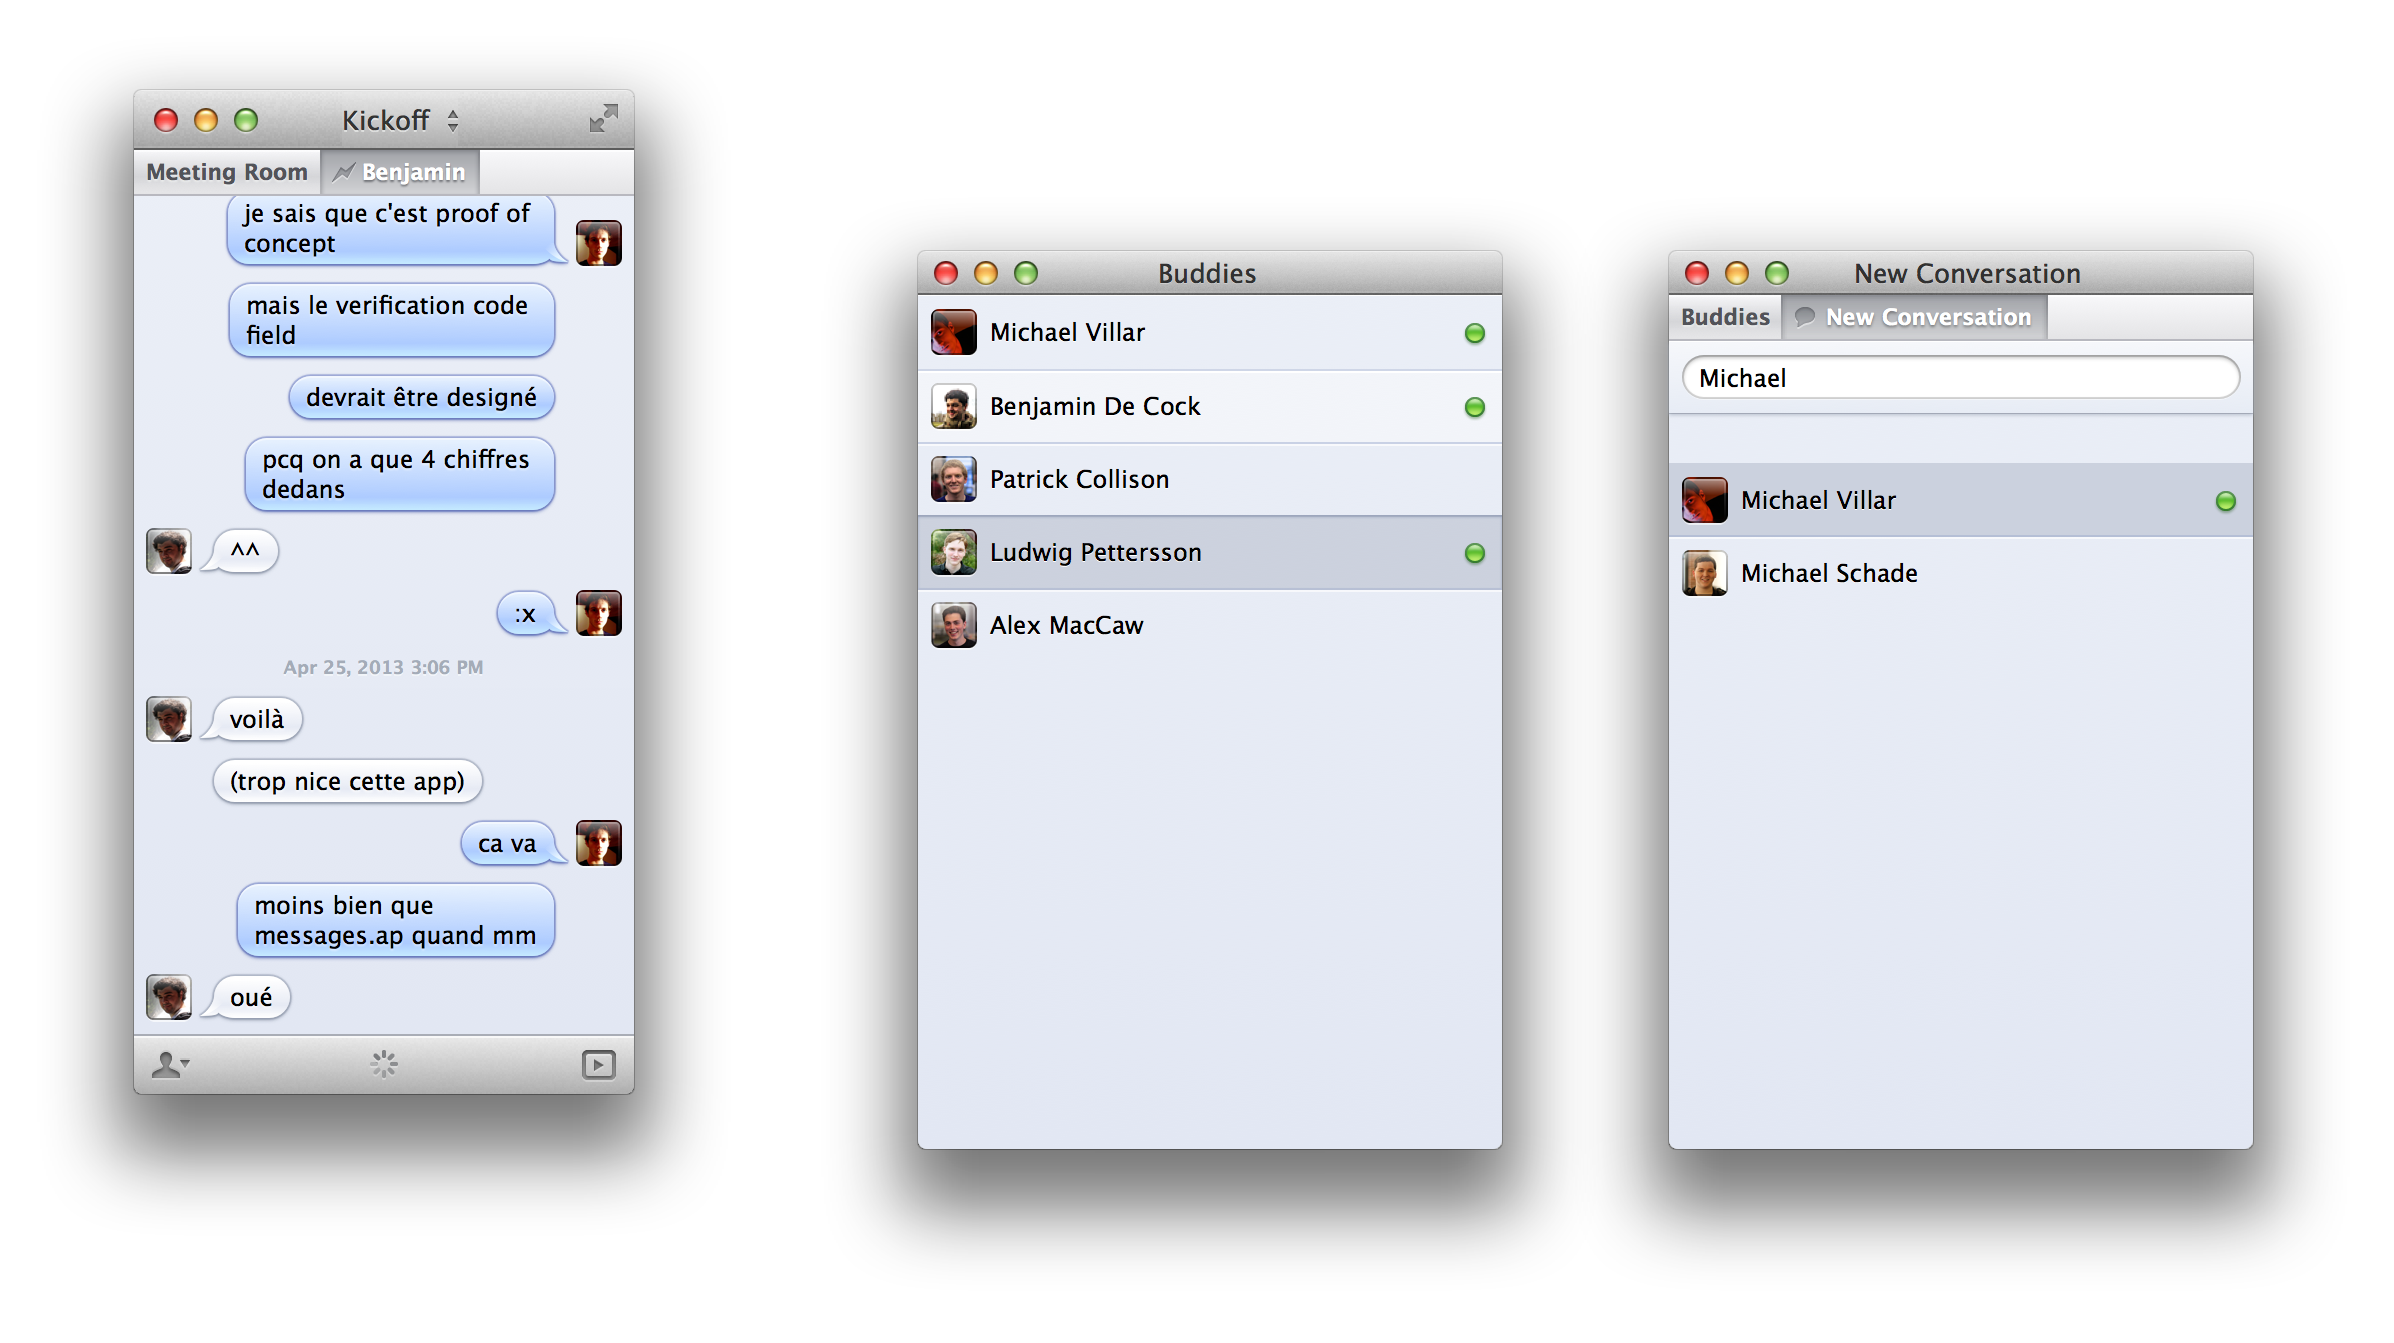 Kickoff
Meeting Room
Benjamin
je sais que c'est proof of
concept
mais le verification code
field
devrait être designé
pcq on a que 4 chiffres
dedans
^^
:x
Apr 25, 2013 3:06 PM
voilà
(trop nice cette app)
ca va
moins bien que
messages.ap quand mm
oué
Buddies
Michael Villar
Benjamin De Cock
Patrick Collison
Ludwig Pettersson
Alex MacCaw
New Conversation
Buddies
New Conversation
Michael
Michael Villar
Michael Schade